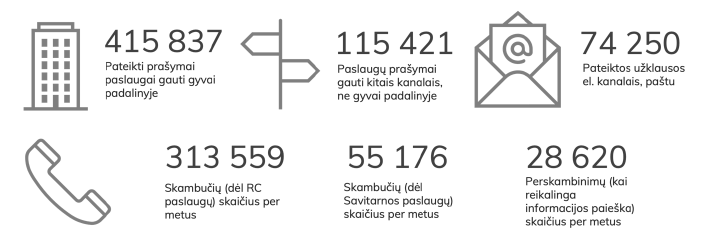 415 837
Pateikti prašymai
paslaugai gauti gyvai
padalinyje
115 421
Paslaugų prašymai
gauti kitais kanalais,
ne gyvai padalinyje
@
74 250
Pateiktos užklausos
el. kanalais, paštu
313 559
Skambučių (dėl RC
paslaugų) skaičius per
metus
55 176
Skambučių (dėl
Savitarnos paslaugų)
skaičius per metus
28 620
Perskambinimų (kai
reikalinga
informacijos paieška)
skaičius per metus